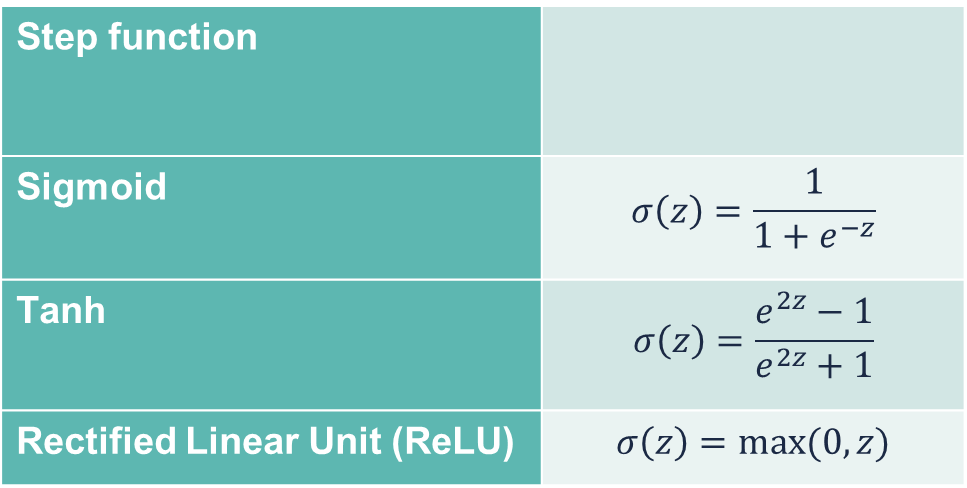 Step function
Sigmoid
σ(z) = 1 / (1 + e^{-z})
Tanh
σ(z) = (e^{2z} − 1) / (e^{2z} + 1)
Rectified Linear Unit (ReLU)
σ(z) = max(0, z)